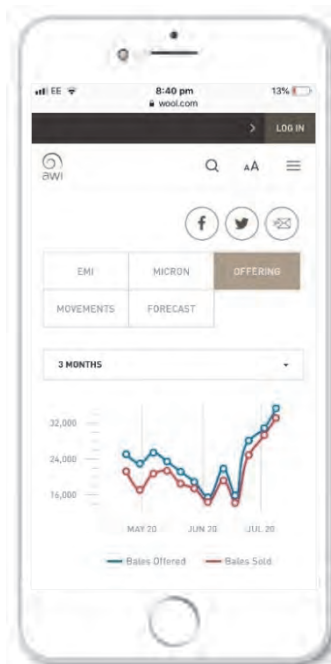 EE 8:40 pm 13%
wool.com
> LOG IN
awi AA
f
EMI MICRON OFFERING
MOVEMENTS FORECAST
3 MONTHS
32,000
24,000
16,000
MAY 20 JUN 20 JUL 20
Bales Offered Bales Sold